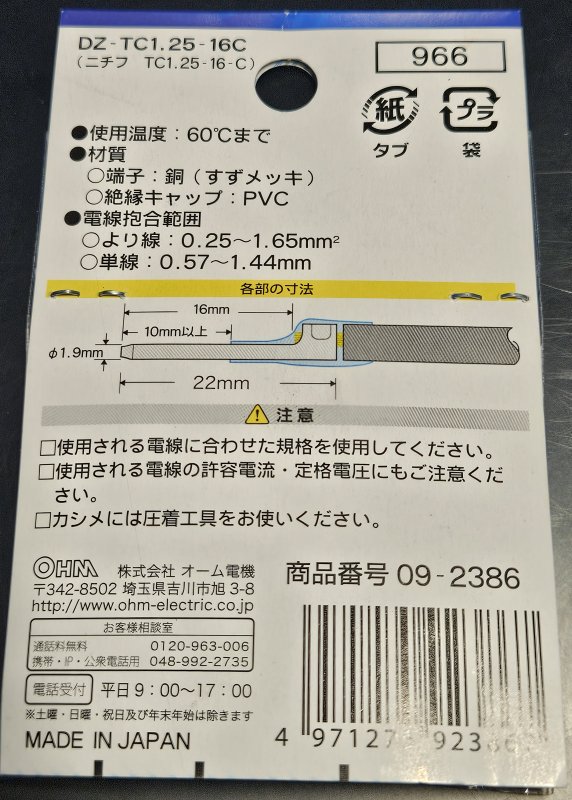 DZ-TC1.25-16C
(ニチフ TC1.25-16-C)
966
紙
タブ
プラ
袋
●使用温度：60℃まで
●材質
○端子：銅（すずメッキ）
○絶縁キャップ：PVC
●電線抱合範囲
○より線：0.25〜1.65mm²
○単線：0.57〜1.44mm
各部の寸法
16mm
10mm以上
φ1.9mm
22mm
注意
□使用される電線に合わせた規格を使用してください。
□使用される電線の許容電流・定格電圧にもご注意くだ
さい。
□カシメには圧着工具をお使いください。
OHM 株式会社 オーム電機
〒342-8502 埼玉県吉川市旭 3-8
http://www.ohm-electric.co.jp
商品番号 09-2386
お客様相談室
通話料無料 0120-963-006
携帯・IP・公衆電話用 048-992-2735
電話受付 平日 9：00〜17：00
※土曜・日曜・祝日及び年末年始は除きます
MADE IN JAPAN
4 971275 923867